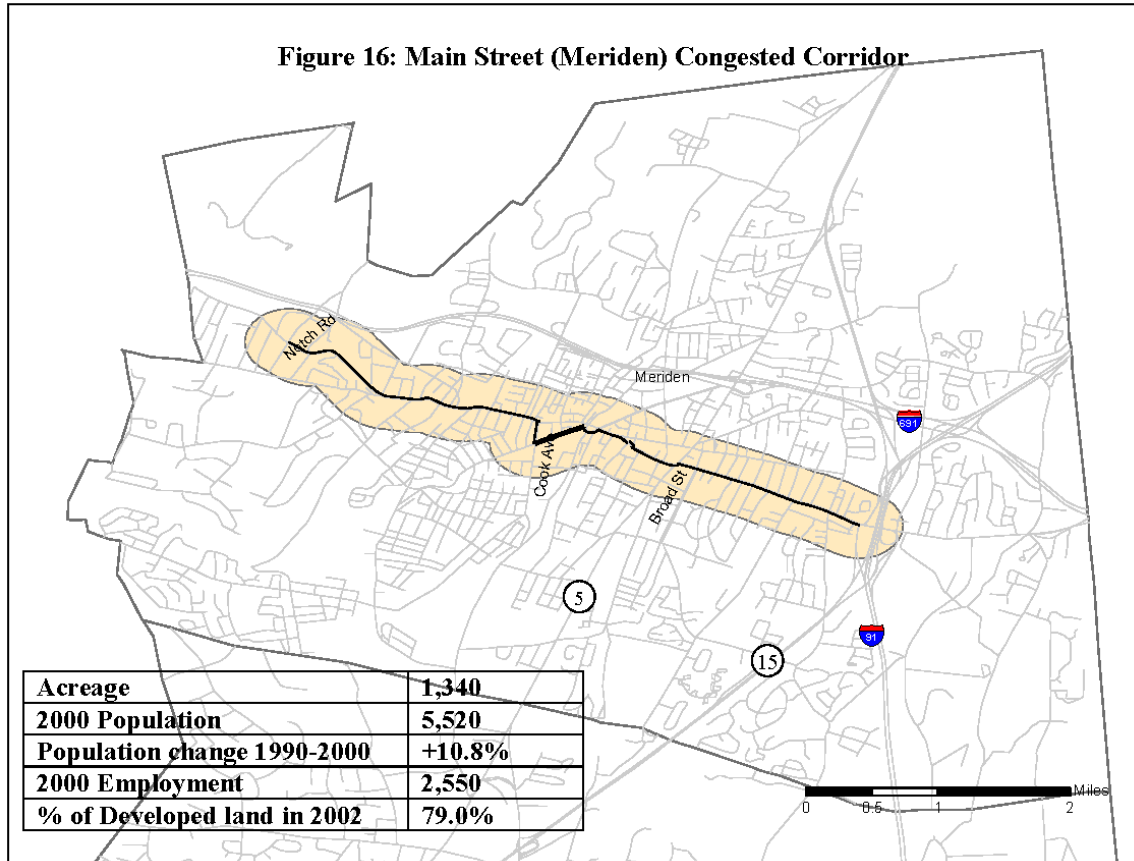 Figure 16: Main Street (Meriden) Congested Corridor
Notch Rd
Meriden
691
Cook Av
Broad St
5
91
15
Acreage 1,340
2000 Population 5,520
Population change 1990-2000 +10.8%
2000 Employment 2,550
% of Developed land in 2002 79.0%
Miles
0 0.5 1 2